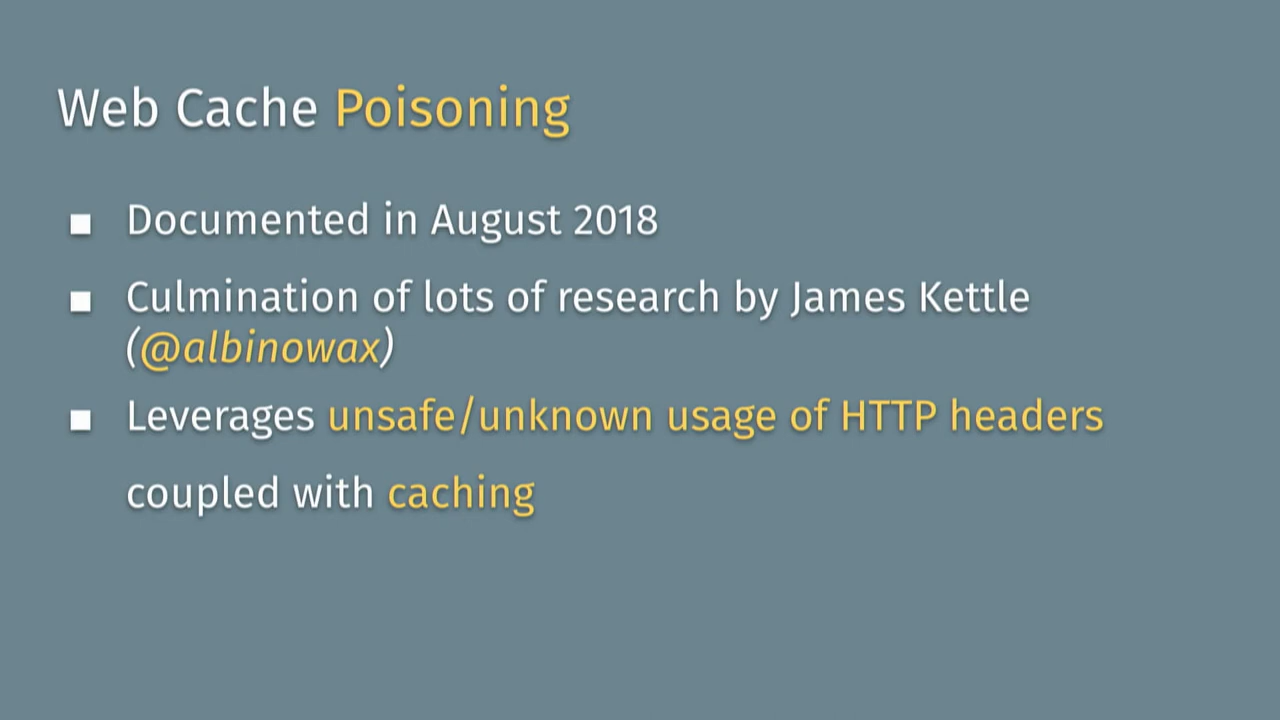 Web Cache Poisoning
Documented in August 2018
Culmination of lots of research by James Kettle
(@albinowax)
Leverages unsafe/unknown usage of HTTP headers
coupled with caching